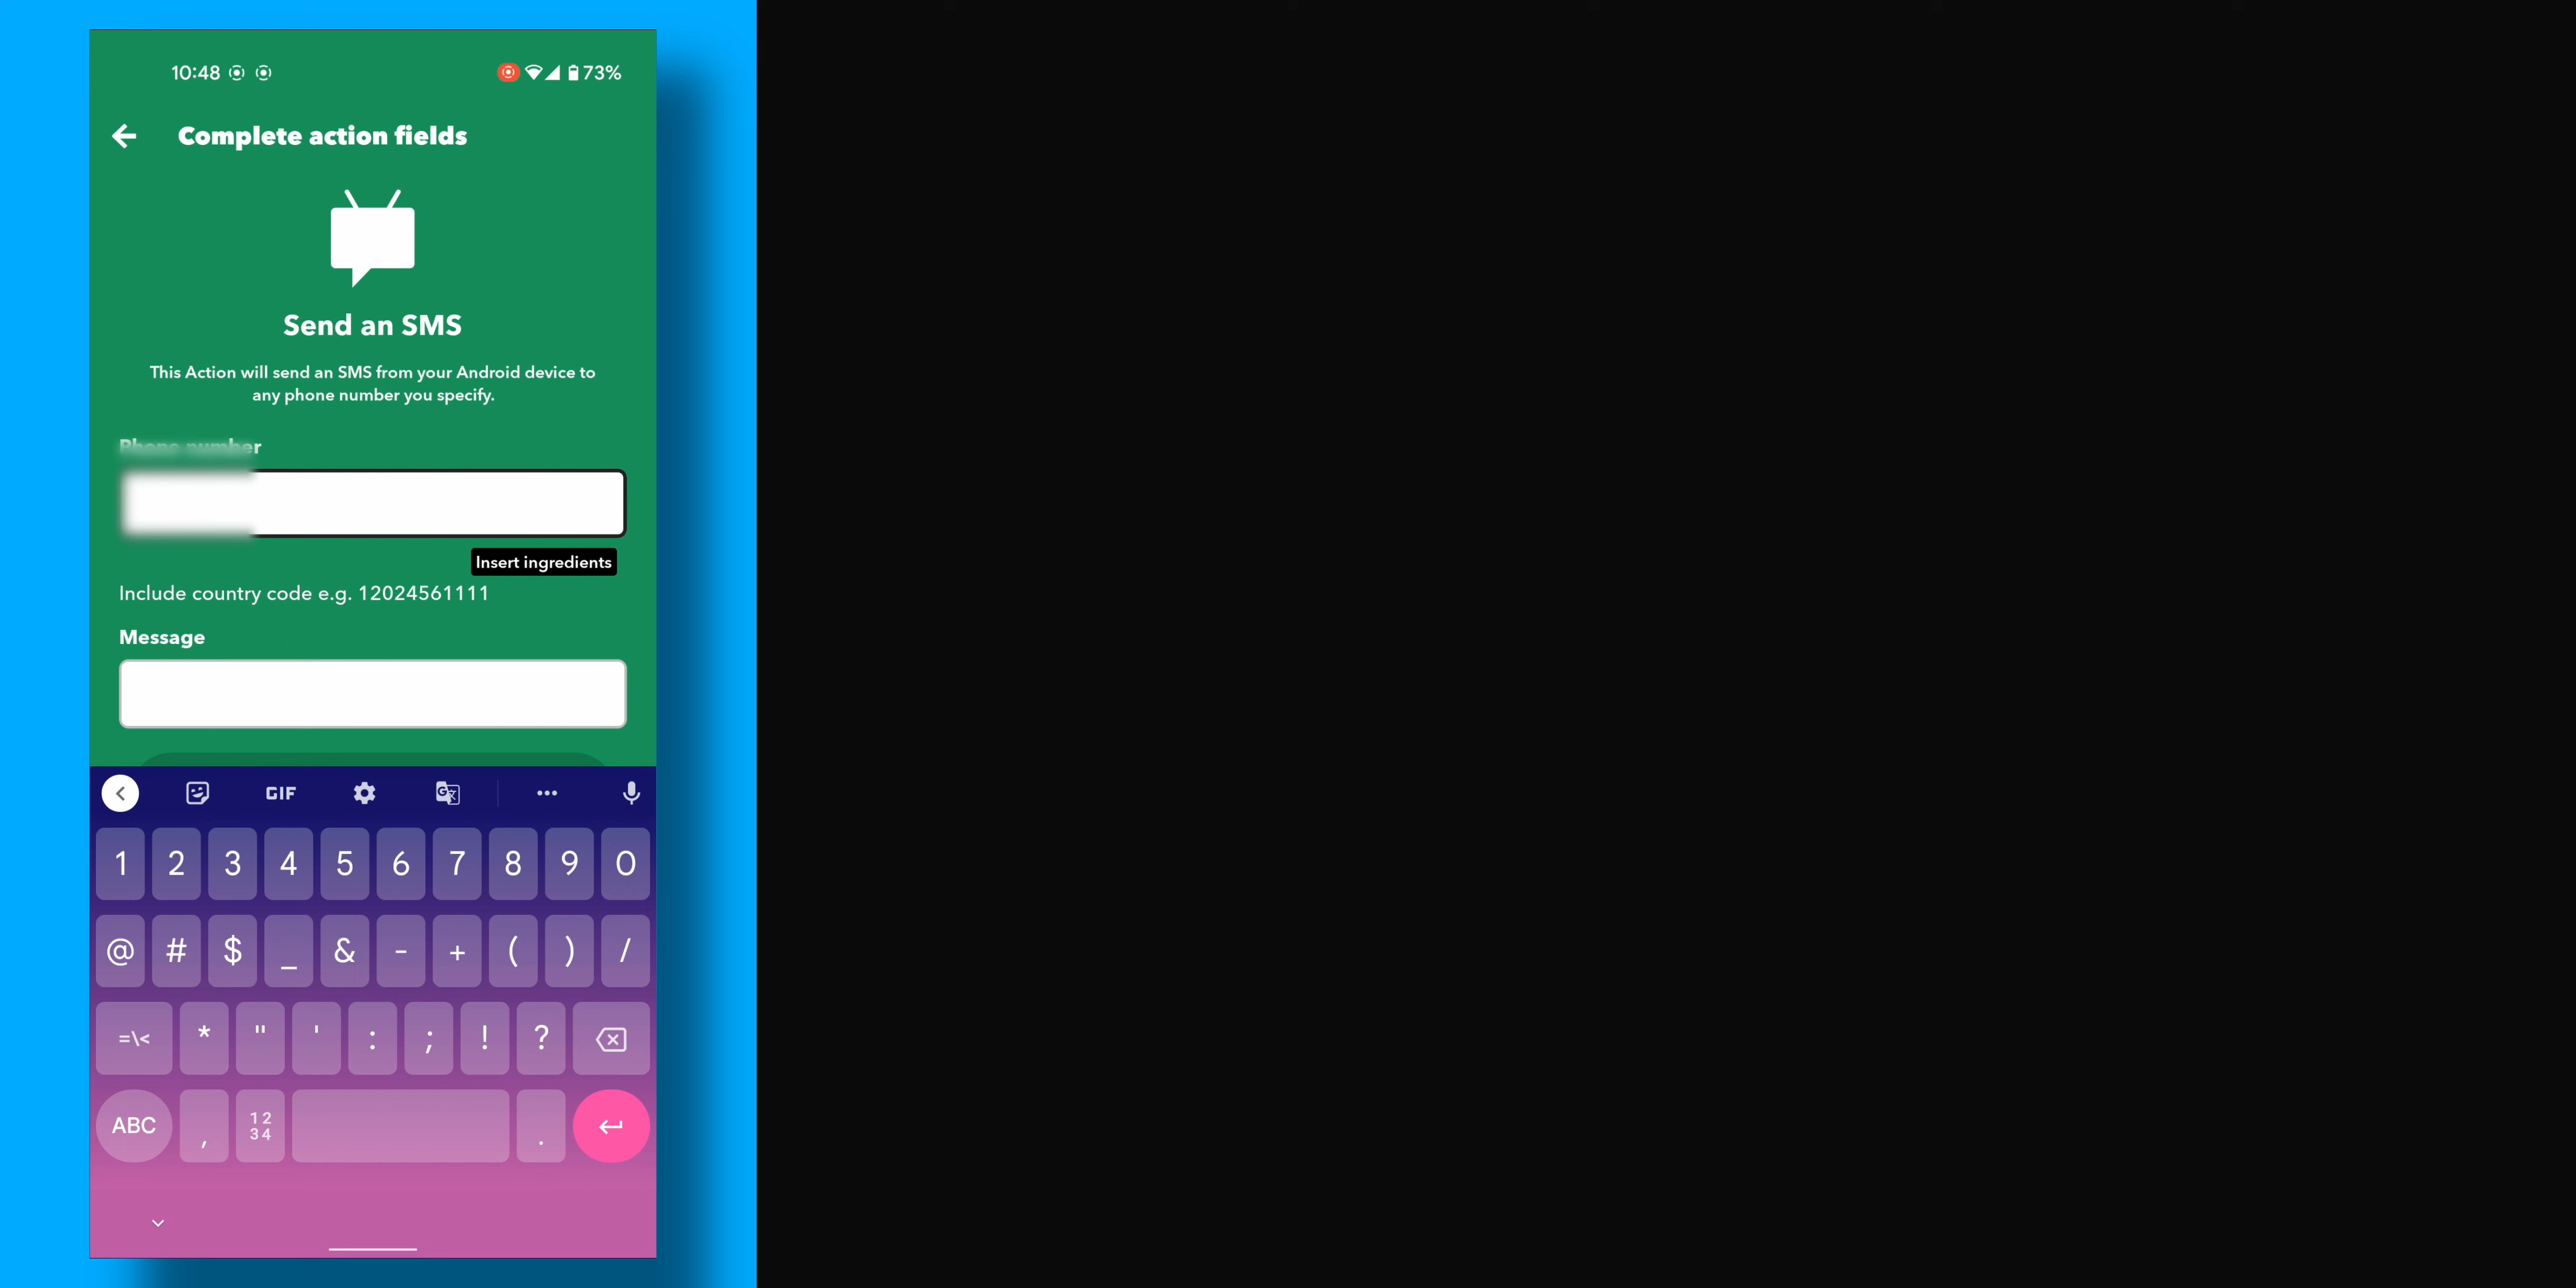 10:48 73%
Complete action fields
Send an SMS
This Action will send an SMS from your Android device to
any phone number you specify.
Phone number
Insert ingredients
Include country code e.g. 12024561111
Message
GIF
1 2 3 4 5 6 7 8 9 0
@ # $ _ & - + ( ) /
=\< * " ' : ; ! ?
ABC , 12 .
34